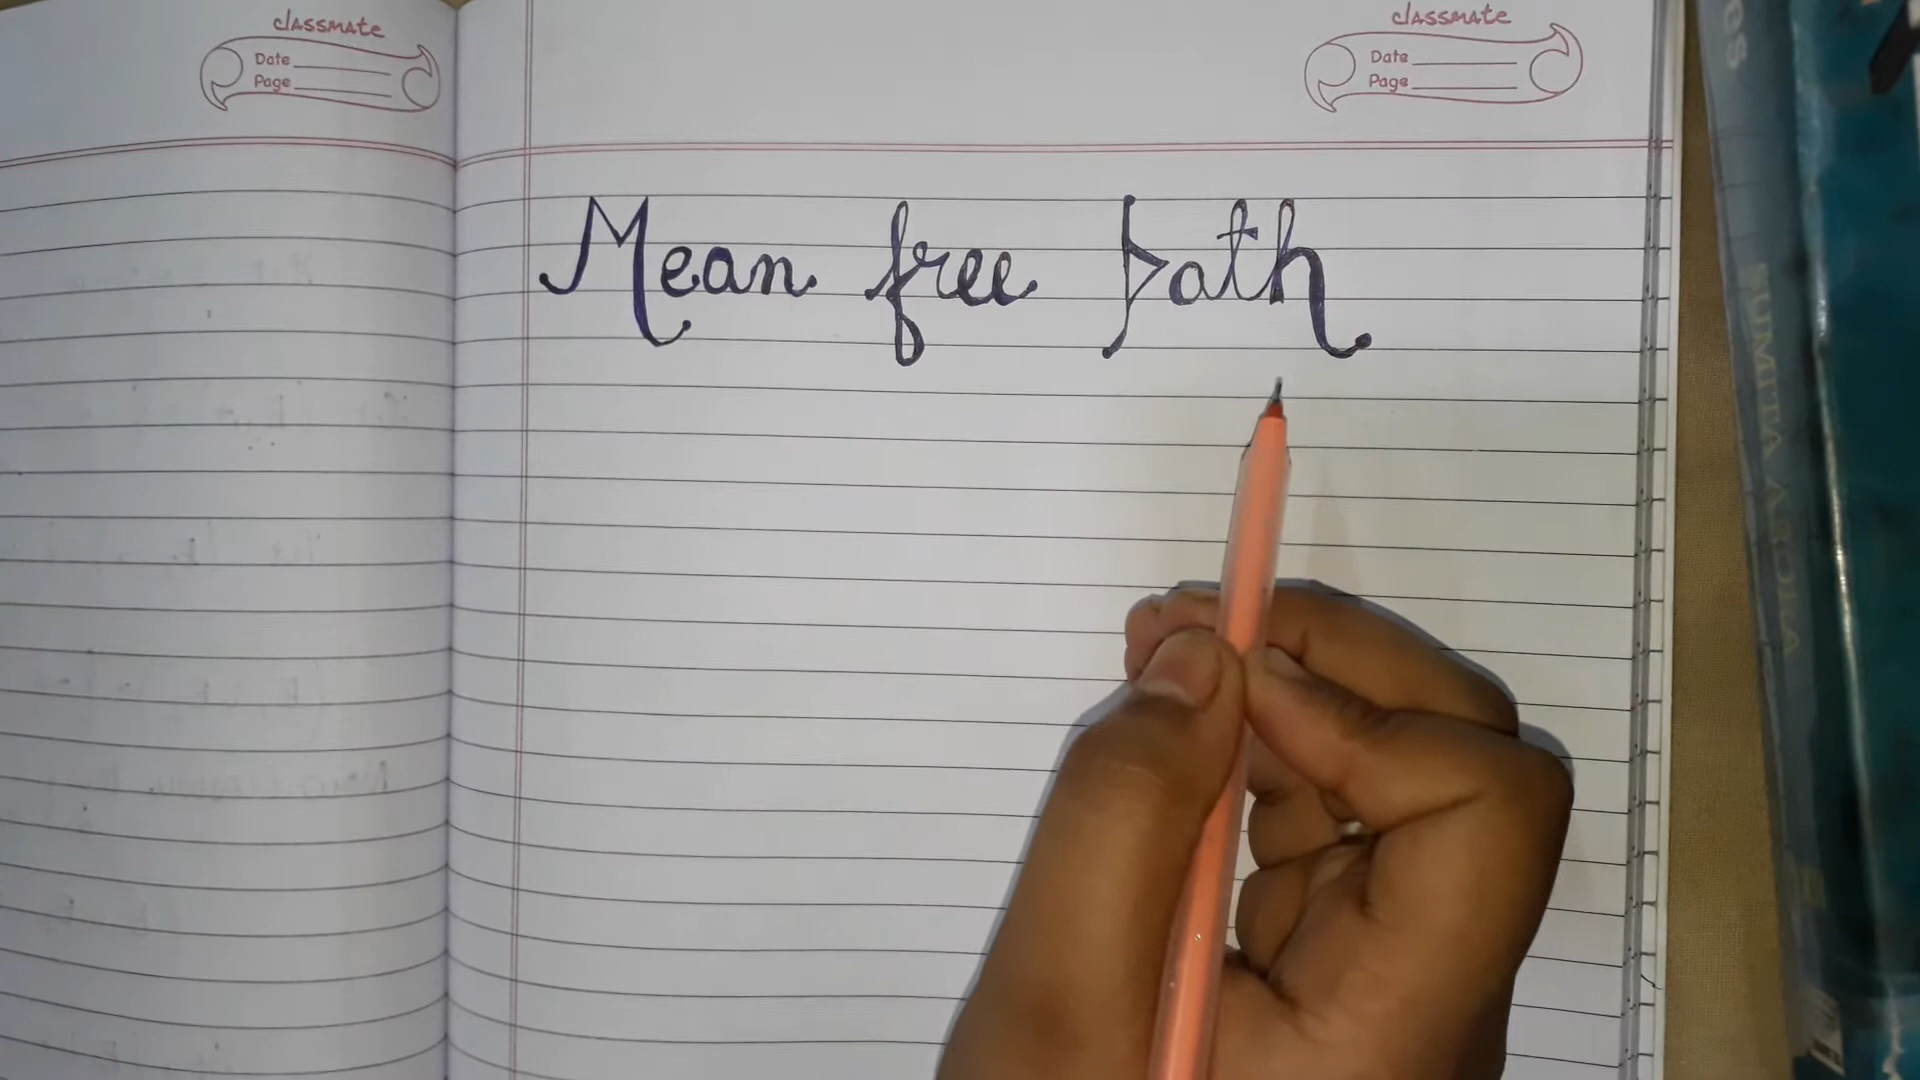 classmate
Date
Page
classmate
Date
Page
Mean free path
SUMITA ARORA